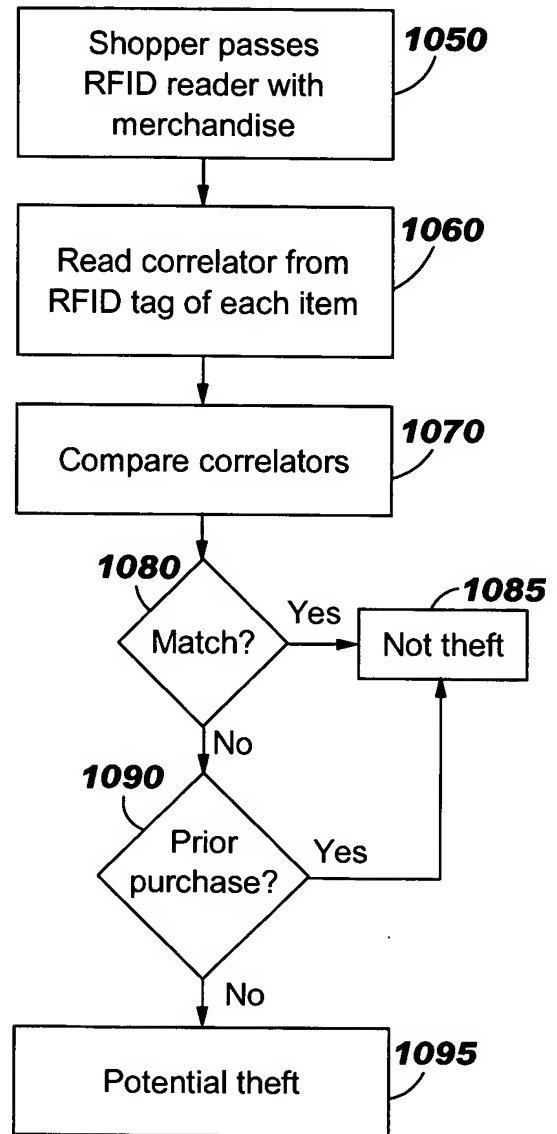 Shopper passes
RFID reader with
merchandise
1050
Read correlator from
RFID tag of each item
1060
Compare correlators
1070
1080
Match?
Yes
Not theft
1085
No
1090
Prior
purchase?
Yes
No
Potential theft
1095